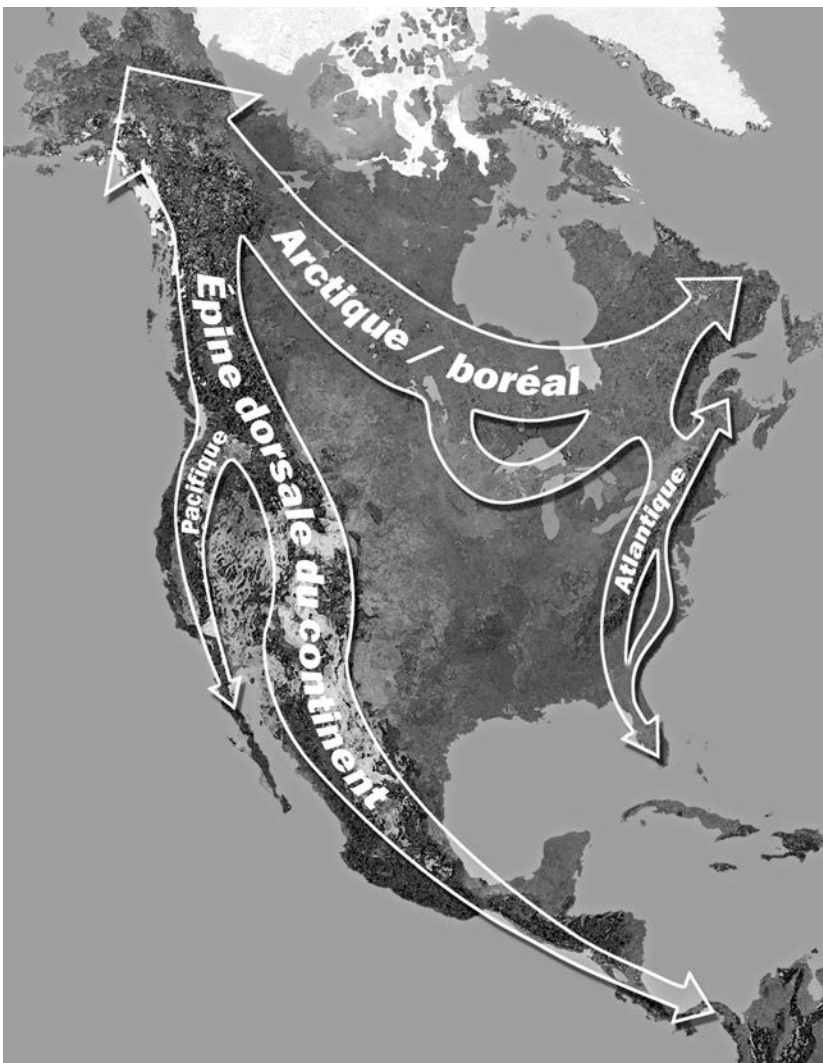 Arctique / boréal
Épine dorsale du continent
Pacifique
Atlantique